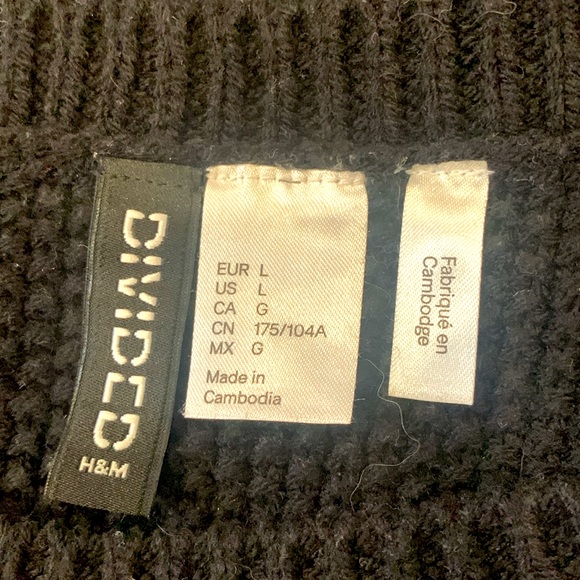 DIVIDED
H&M
EUR L
US L
CA G
CN 175/104A
MX G
Made in
Cambodia
Fabriqué en
Cambodge